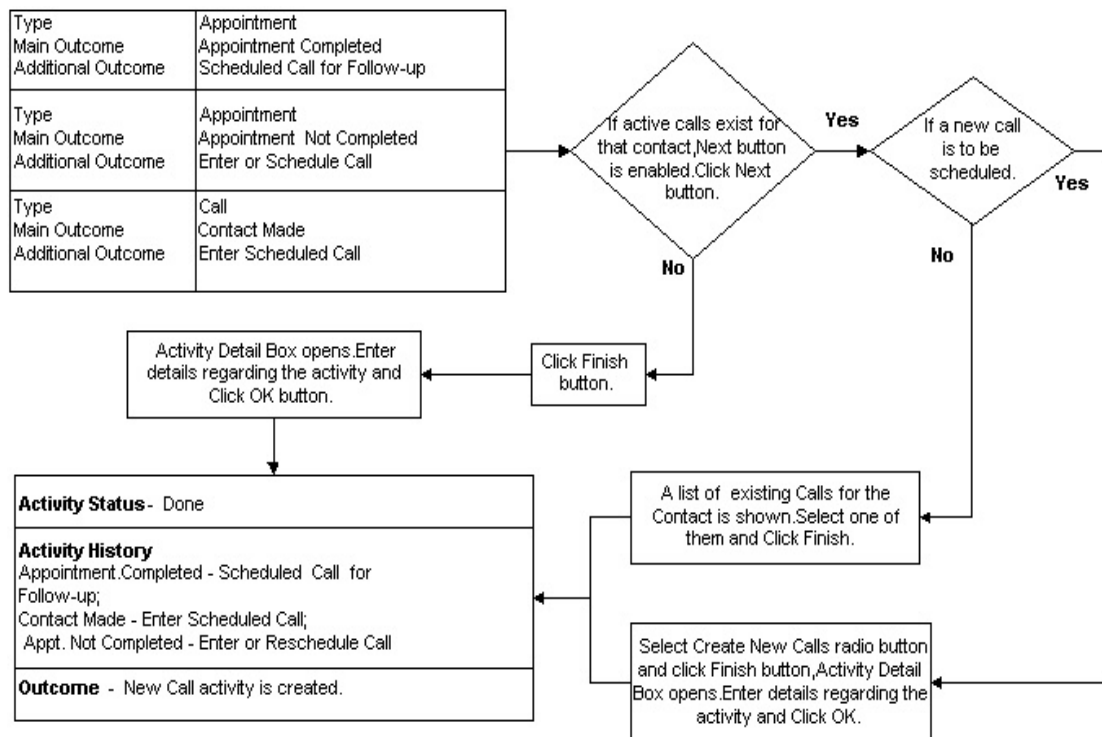 Type Appointment
Main Outcome Appointment Completed
Additional Outcome Scheduled Call for Follow-up
Type Appointment
Main Outcome Appointment Not Completed
Additional Outcome Enter or Schedule Call
Type Call
Main Outcome Contact Made
Additional Outcome Enter Scheduled Call
If active calls exist for
that contact,Next button
is enabled.Click Next
button.
Yes
If a new call
is to be
scheduled.
Yes
No
No
Click Finish
button.
Activity Detail Box opens.Enter
details regarding the activity and
Click OK button.
A list of existing Calls for the
Contact is shown.Select one of
them and Click Finish.
Select Create New Calls radio button
and click Finish button,Activity Detail
Box opens.Enter details regarding the
activity and Click OK.
Activity Status - Done
Activity History
Appointment.Completed - Scheduled Call for
Follow-up;
Contact Made - Enter Scheduled Call;
Appt. Not Completed - Enter or Reschedule Call
Outcome - New Call activity is created.